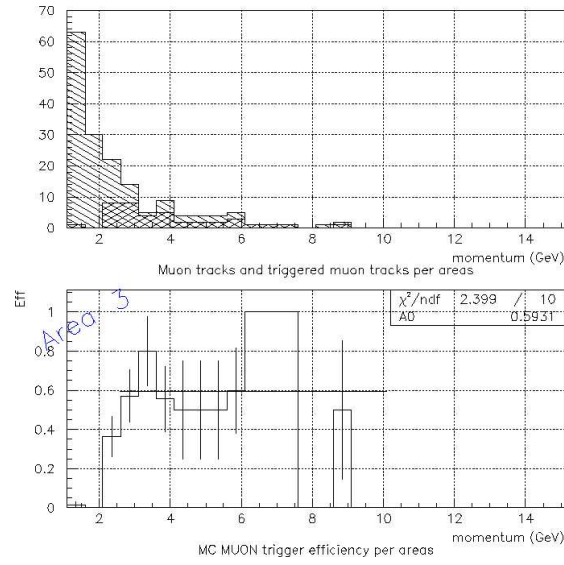 70
60
50
40
30
20
10
0
2 4 6 8 10 12 14
momentum (GeV)
Muon tracks and triggered muon tracks per areas
Eff
Area 3
χ²/ndf 2.399 / 10
A0 0.5931
1
0.8
0.6
0.4
0.2
0
2 4 6 8 10 12 14
momentum (GeV)
MC MUON trigger efficiency per areas